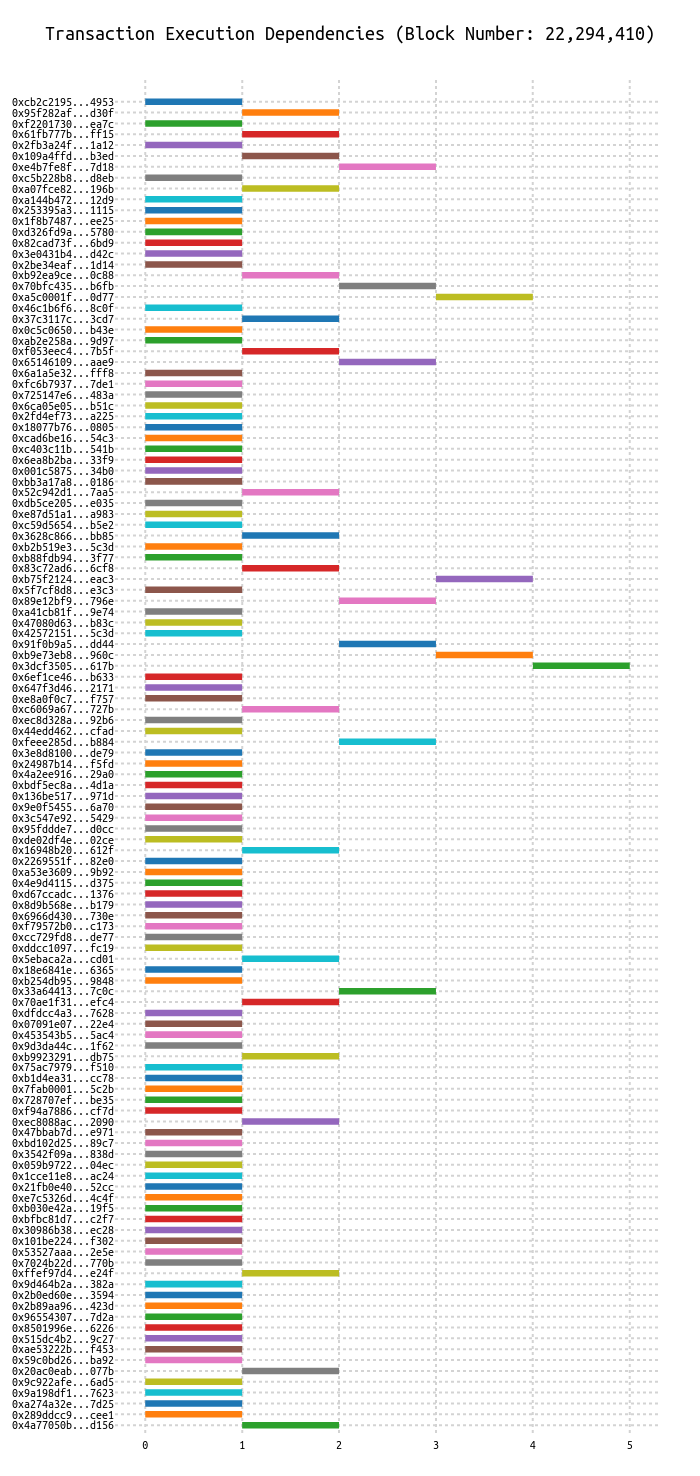 Transaction Execution Dependencies (Block Number: 22,294,410)
0xcb2c2195...4953
0x95f282af...d30f
0xf2201730...ea7c
0x61fb777b...ff15
0x2fb3a24f...1a12
0x109a4ffd...b3ed
0xe4b7fe8f...7d18
0xc5b228b8...d8eb
0xa07fce82...196b
0xa144b472...12d9
0x253395a3...1115
0x1f8b7487...ee25
0xd326fd9a...5780
0x82cad73f...6bd9
0x3e0431b4...d42c
0x2be34eaf...1d14
0xb92ea9ce...0c88
0x70bfc435...b6fb
0xa5c0001f...0d77
0x46c1b6f6...8c0f
0x37c3117c...3cd7
0x0c5c0650...b43e
0xab2e258a...9d97
0xf053eec4...7b5f
0x65146109...aae9
0x6a1a5e32...fff8
0xfc6b7937...7de1
0x725147e6...483a
0x6ca05e05...b51c
0x2fd4ef73...a225
0x18077b76...0805
0xcad6be16...54c3
0xc403c11b...541b
0x6ea8b2ba...33f9
0x001c5875...34b0
0xbb3a17a8...0186
0x52c942d1...7aa5
0xdb5ce205...e035
0xe87d51a1...a983
0xc59d5654...b5e2
0x3628c866...bb85
0xb2b519e3...5c3d
0xb88fdb94...3f77
0x83c72ad6...6cf8
0xb75f2124...eac3
0x5f7cf8d8...e3c3
0x89e12bf9...796e
0xa41cb81f...9e74
0x47080d63...b83c
0x42572151...5c3d
0x91f0b9a5...dd44
0xb9e73eb8...960c
0x3dcf3505...617b
0x6ef1ce46...b633
0x647f3d46...2171
0xe8a0f0c7...f757
0xc6069a67...727b
0xec8d328a...92b6
0x44edd462...cfad
0xfeee285d...b884
0x3e8d8100...de79
0x24987b14...f5fd
0x4a2ee916...29a0
0xbdf5ec8a...4d1a
0x136be517...971d
0x9e0f5455...6a70
0x3c547e92...5429
0x95fddde7...d0cc
0xde02df4e...02ce
0x16948b20...612f
0x2269551f...82e0
0xa53e3609...9b92
0x4e9d4115...d375
0xd67ccadc...1376
0x8d9b568e...b179
0x6966d430...730e
0xf79572b0...c173
0xcc729fd8...de77
0xddcc1097...fc19
0x5ebaca2a...cd01
0x18e6841e...6365
0xb254db95...9848
0x33a64413...7c0c
0x70ae1f31...efc4
0xdfdcc4a3...7628
0x07091e07...22e4
0x453543b5...5ac4
0x9d3da44c...1f62
0xb9923291...db75
0x75ac7979...f510
0xb1d4ea31...cc78
0x7fab0001...5c2b
0x728707ef...be35
0xf94a7886...cf7d
0xec8088ac...2090
0x47bbab7d...e971
0xbd102d25...89c7
0x3542f09a...838d
0x059b9722...04ec
0x1cce11e8...ac24
0x21fb0e40...52cc
0xe7c5326d...4c4f
0xb030e42a...19f5
0xbfbc81d7...c2f7
0x30986b38...ec28
0x101be224...f302
0x53527aaa...2e5e
0x7024b22d...770b
0xffef97d4...e24f
0x9d464b2a...382a
0x2b0ed60e...3594
0x2b89aa96...423d
0x96554307...7d2a
0x8501996e...6226
0x515dc4b2...9c27
0xae53222b...f453
0x59c0bd26...ba92
0x20ac0eab...077b
0x9c922afe...6ad5
0x9a198df1...7623
0xa274a32e...7d25
0x289ddcc9...cee1
0x4a77050b...d156
0 1 2 3 4 5